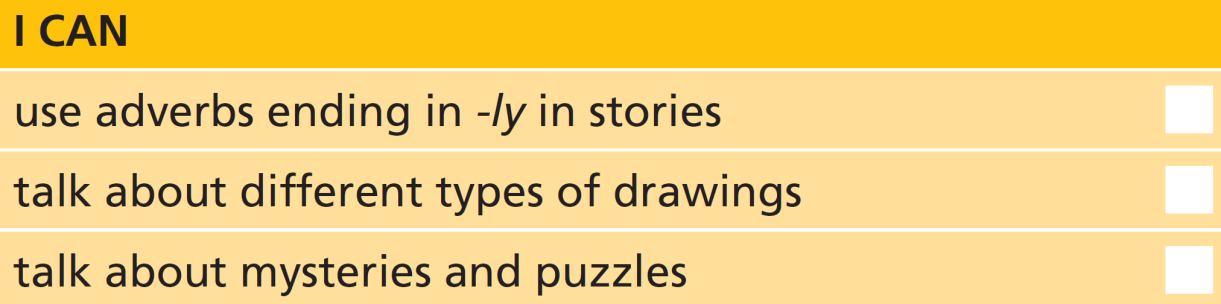 I CAN
use adverbs ending in -ly in stories
talk about different types of drawings
talk about mysteries and puzzles